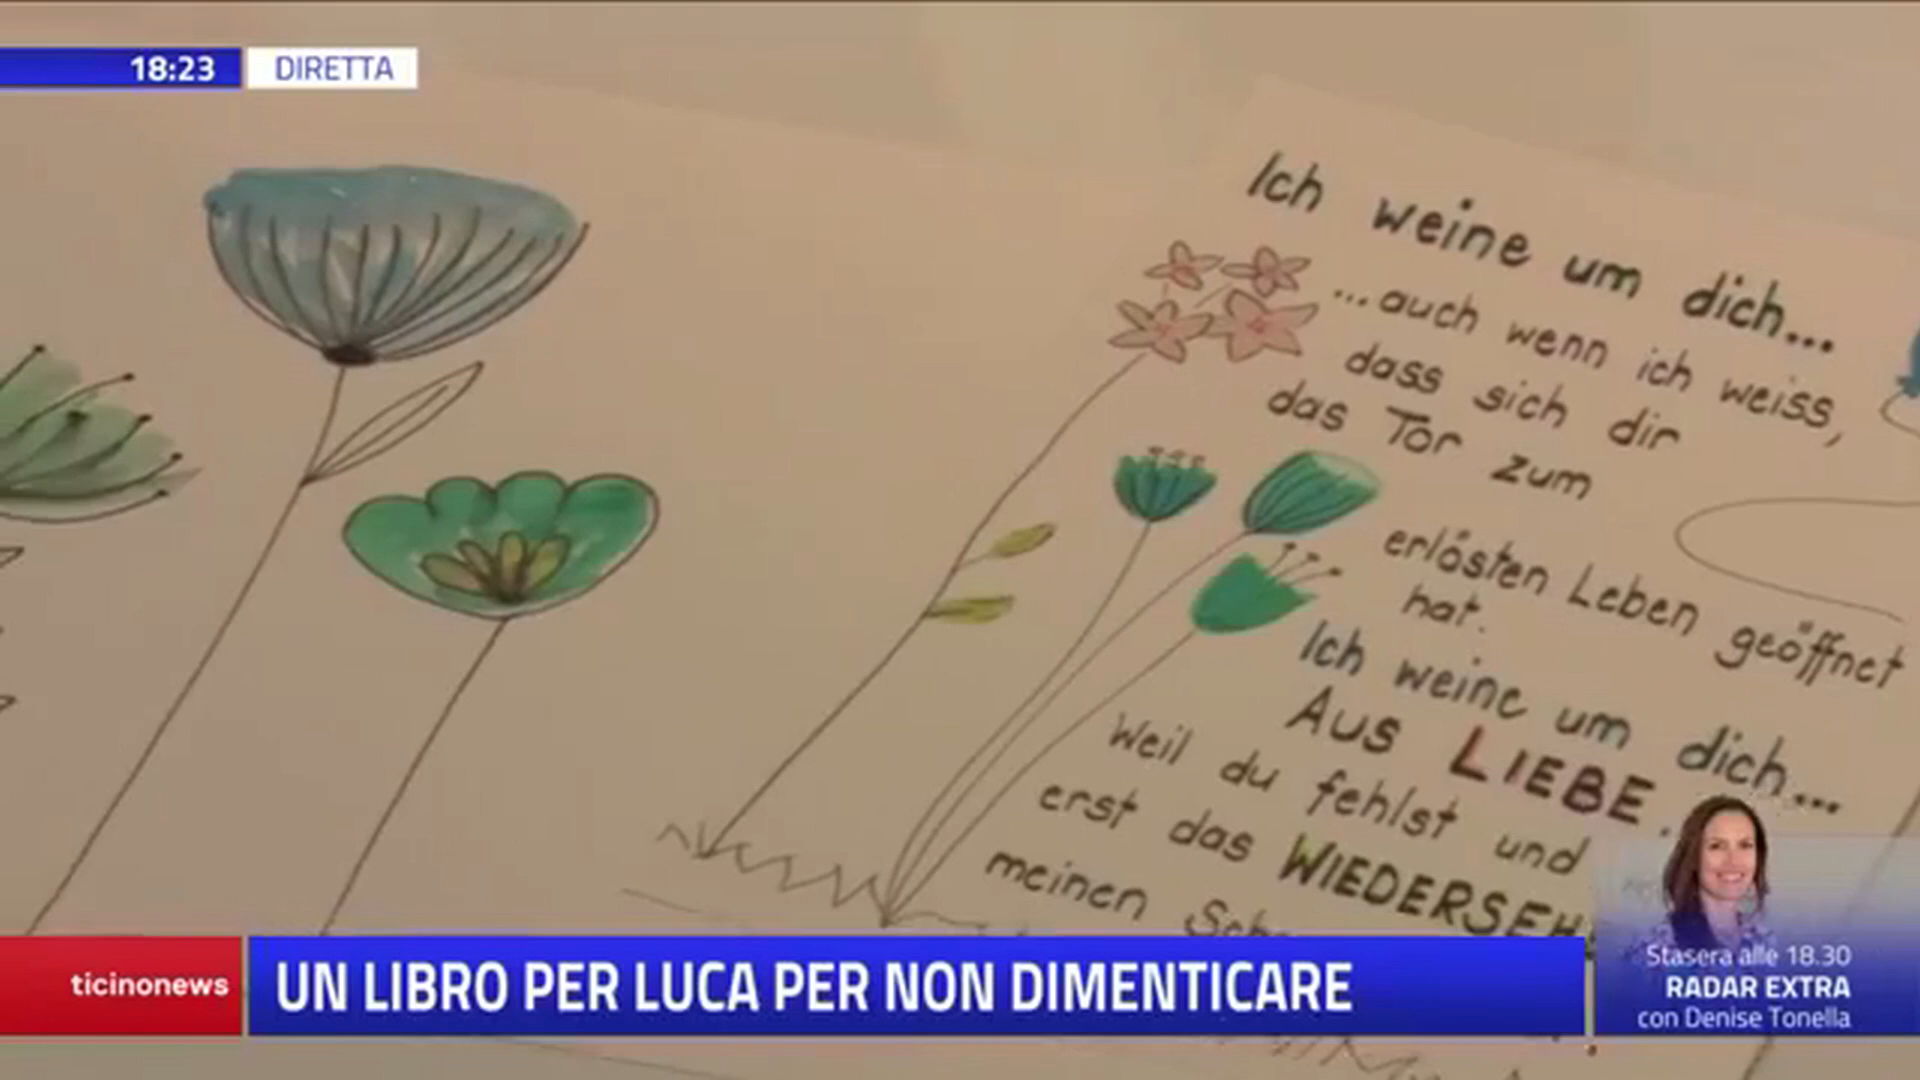 18:23 DIRETTA
Ich weine um dich...
...auch wenn ich weiss,
dass sich dir
das Tor zum
erlösten Leben geöffnet
hat.
Ich weine um dich...
Aus LIEBE.
Weil du fehlst und
erst das
meinen
Stasera alle 18.30
RADAR EXTRA
con Denise Tonella
ticinonews
UN LIBRO PER LUCA PER NON DIMENTICARE